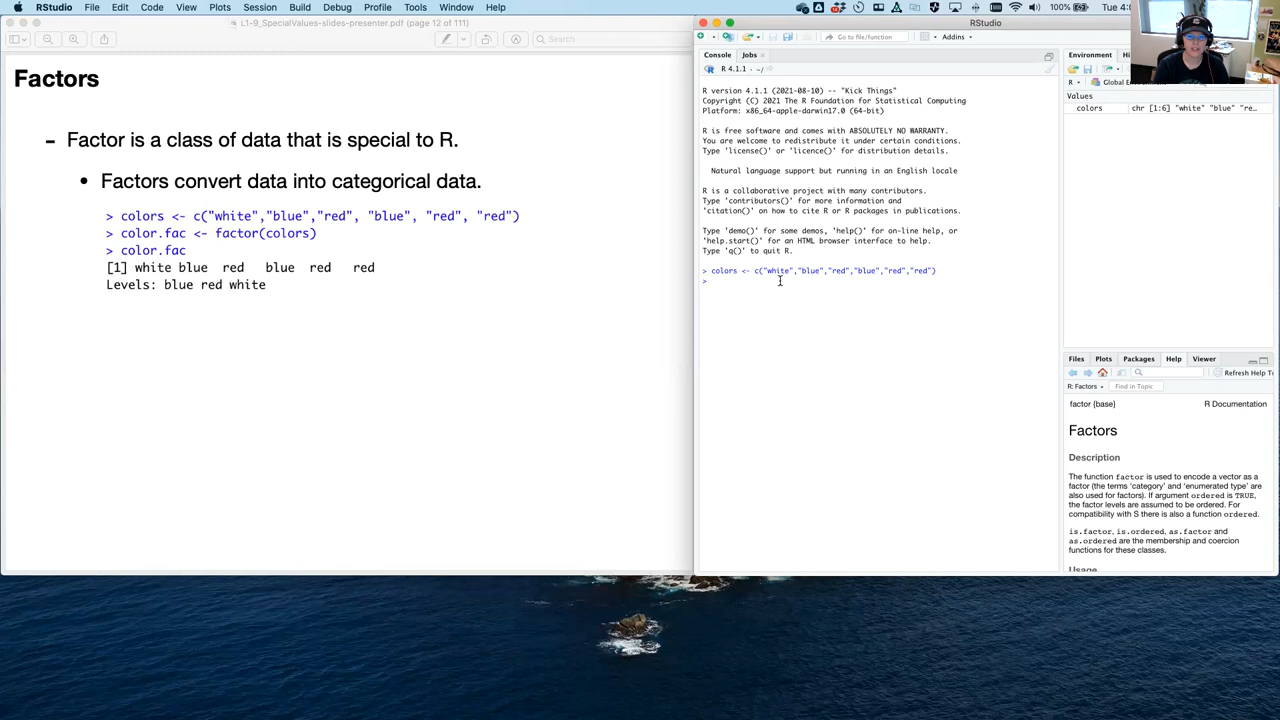 RStudio File Edit Code View Plots Session Build Debug Profile Tools Window Help
100% Tue 4:0
L1-9_SpecialValues-slides-presenter.pdf (page 12 of 111)
Search
Factors
- Factor is a class of data that is special to R.
• Factors convert data into categorical data.
> colors <- c("white","blue","red", "blue", "red", "red")
> color.fac <- factor(colors)
> color.fac
[1] white blue red blue red red
Levels: blue red white
RStudio
Go to file/function
Addins
Console Jobs
R 4.1.1 · ~/
R version 4.1.1 (2021-08-10) -- "Kick Things"
Copyright (C) 2021 The R Foundation for Statistical Computing
Platform: x86_64-apple-darwin17.0 (64-bit)
R is free software and comes with ABSOLUTELY NO WARRANTY.
You are welcome to redistribute it under certain conditions.
Type 'license()' or 'licence()' for distribution details.
Natural language support but running in an English locale
R is a collaborative project with many contributors.
Type 'contributors()' for more information and
'citation()' on how to cite R or R packages in publications.
Type 'demo()' for some demos, 'help()' for on-line help, or
'help.start()' for an HTML browser interface to help.
Type 'q()' to quit R.
> colors <- c("white","blue","red","blue","red","red")
>
Environment Hi
R Global
Values
colors chr [1:6] "white" "blue" "re…
Files Plots Packages Help Viewer
Refresh Help T
R: Factors Find in Topic
factor {base} R Documentation
Factors
Description
The function factor is used to encode a vector as a
factor (the terms 'category' and 'enumerated type' are
also used for factors). If argument ordered is TRUE,
the factor levels are assumed to be ordered. For
compatibility with S there is also a function ordered.
is.factor, is.ordered, as.factor and
as.ordered are the membership and coercion
functions for these classes.
Usage